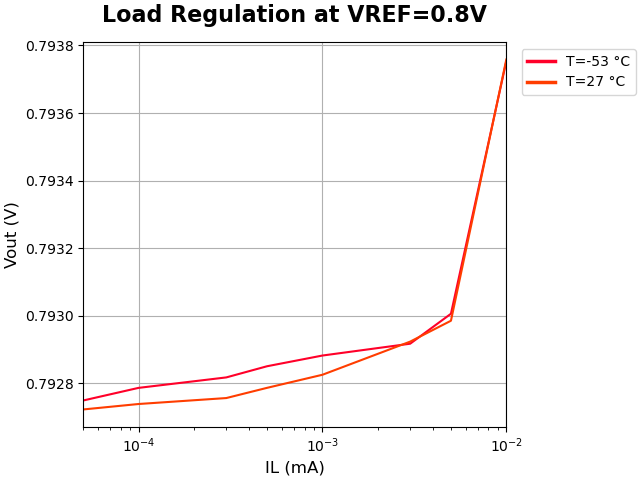 Load Regulation at VREF=0.8V
0.7938
0.7936
0.7934
0.7932
0.7930
0.7928
Vout (V)
10⁻⁴
10⁻³
10⁻²
IL (mA)
T=-53 °C
T=27 °C